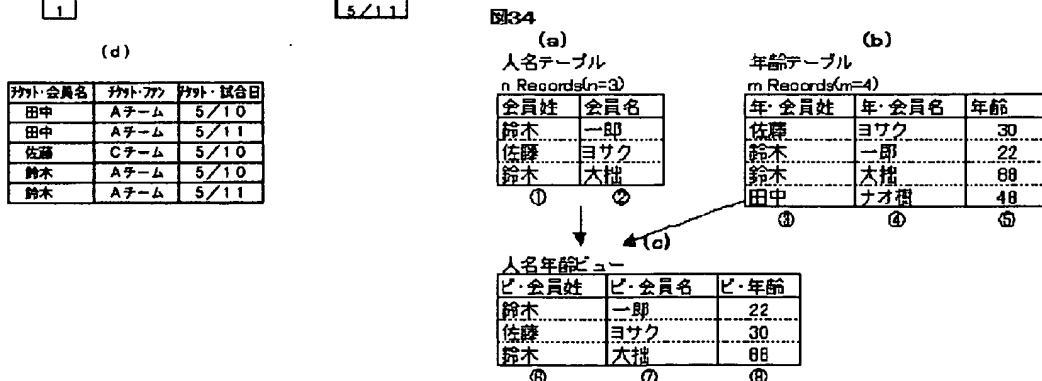 1
5/11
(d)
チケット・会員名 チケット・ファン チケット・試合日
田中 Aチーム 5/10
田中 Aチーム 5/11
佐藤 Cチーム 5/10
鈴木 Aチーム 5/10
鈴木 Aチーム 5/11
図34
(a)
人名テーブル
n Records(n=3)
会員姓 会員名
鈴木 一郎
佐藤 ヨサク
鈴木 大拙
① ②
(b)
年齢テーブル
m Records(m=4)
年・会員姓 年・会員名 年齢
佐藤 ヨサク 30
鈴木 一郎 22
鈴木 大拙 88
田中 ナオ樹 48
③ ④ ⑤
(c)
人名年齢ビュー
ビ・会員姓 ビ・会員名 ビ・年齢
鈴木 一郎 22
佐藤 ヨサク 30
鈴木 大拙 88
⑥ ⑦ ⑧